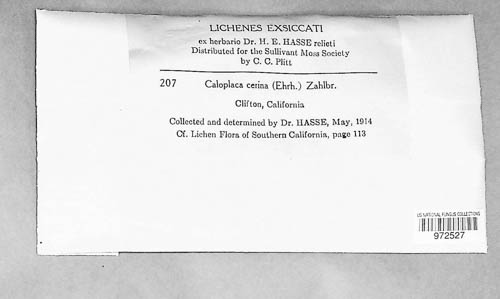 LICHENES EXSICCATI
ex herbario Dr. H. E. HASSE relicti
Distributed for the Sullivant Moss Society
by C. C. Plitt
207 Caloplaca cerina (Ehrh.) Zahlbr.
Clifton, California
Collected and determined by Dr. HASSE, May, 1914
Cf. Lichen Flora of Southern California, page 113
US NATIONAL FUNGUS COLLECTIONS
972527